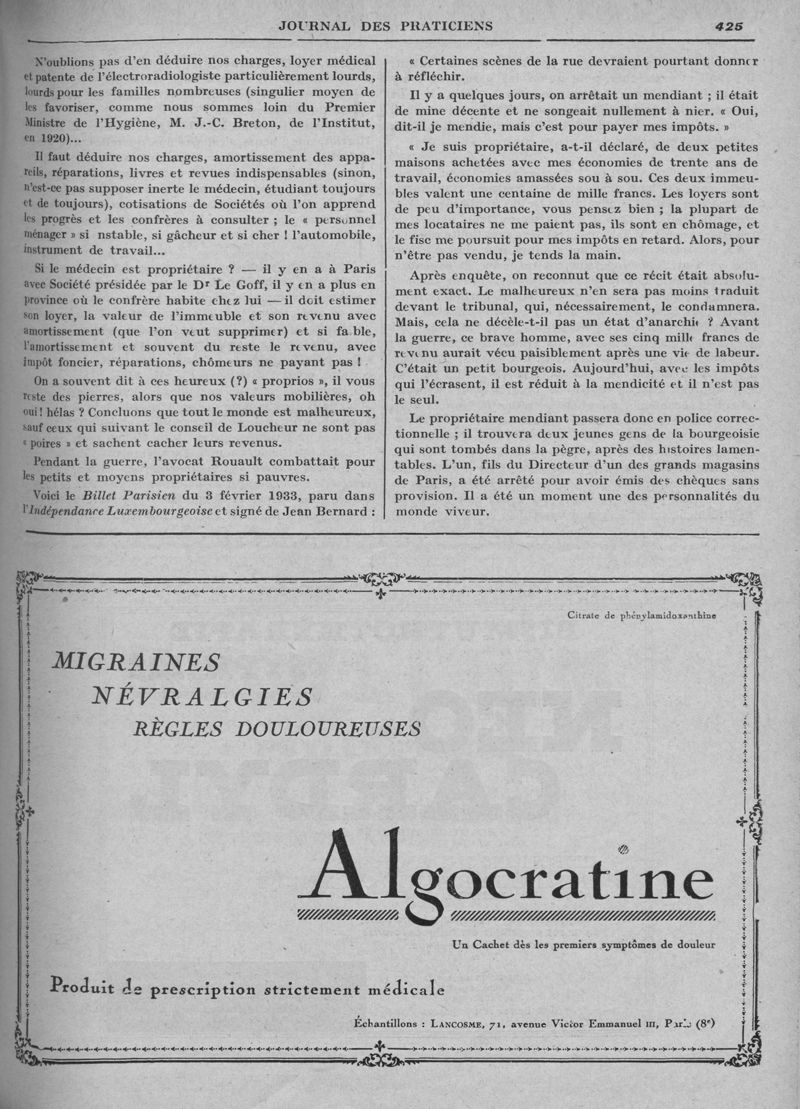 JOURNAL DES PRATICIENS 425
N'oublions pas d'en déduire nos charges, loyer médical
et patente de l'électroradiologiste particulièrement lourds,
lourds pour les familles nombreuses (singulier moyen de
les favoriser, comme nous sommes loin du Premier
Ministre de l'Hygiène, M. J.-C. Breton, de l'Institut,
en 1920)...
Il faut déduire nos charges, amortissement des appa-
reils, réparations, livres et revues indispensables (sinon,
n'est-ce pas supposer inerte le médecin, étudiant toujours
et de toujours), cotisations de Sociétés où l'on apprend
les progrès et les confrères à consulter ; le « personnel
ménager » si nstable, si gâcheur et si cher ! l'automobile,
instrument de travail...
Si le médecin est propriétaire ? — il y en a à Paris
avec Société présidée par le Dr Le Goff, il y en a plus en
province où le confrère habite chez lui — il doit estimer
son loyer, la valeur de l'immeuble et son revenu avec
amortissement (que l'on veut supprimer) et si fa ble,
l'amortissement et souvent du reste le revenu, avec
impôt foncier, réparations, chômeurs ne payant pas !
On a souvent dit à ces heureux (?) « proprios », il vous
reste des pierres, alors que nos valeurs mobilières, oh
oui ! hélas ? Concluons que tout le monde est malheureux,
sauf ceux qui suivant le conseil de Loucheur ne sont pas
« poires » et sachent cacher leurs revenus.
Pendant la guerre, l'avocat Rouault combattait pour
les petits et moyens propriétaires si pauvres.
Voici le Billet Parisien du 3 février 1933, paru dans
l'Indépendance Luxembourgeoise et signé de Jean Bernard :
« Certaines scènes de la rue devraient pourtant donner
à réfléchir.
Il y a quelques jours, on arrêtait un mendiant ; il était
de mine décente et ne songeait nullement à nier. « Oui,
dit-il je mendie, mais c'est pour payer mes impôts. »
« Je suis propriétaire, a-t-il déclaré, de deux petites
maisons achetées avec mes économies de trente ans de
travail, économies amassées sou à sou. Ces deux immeu-
bles valent une centaine de mille francs. Les loyers sont
de peu d'importance, vous pensez bien ; la plupart de
mes locataires ne me paient pas, ils sont en chômage, et
le fisc me poursuit pour mes impôts en retard. Alors, pour
n'être pas vendu, je tends la main.
Après enquête, on reconnut que ce récit était absolu-
ment exact. Le malheureux n'en sera pas moins traduit
devant le tribunal, qui, nécessairement, le condamnera.
Mais, cela ne décèle-t-il pas un état d'anarchie ? Avant
la guerre, ce brave homme, avec ses cinq mille francs de
revenu aurait vécu paisiblement après une vie de labeur.
C'était un petit bourgeois. Aujourd'hui, avec les impôts
qui l'écrasent, il est réduit à la mendicité et il n'est pas
le seul.
Le propriétaire mendiant passera donc en police correc-
tionnelle ; il trouvera deux jeunes gens de la bourgeoisie
qui sont tombés dans la pègre, après des histoires lamen-
tables. L'un, fils du Directeur d'un des grands magasins
de Paris, a été arrêté pour avoir émis des chèques sans
provision. Il a été un moment une des personnalités du
monde viveur.
Citrate de phénylamidoxanthine
MIGRAINES
NÉVRALGIES
RÈGLES DOULOUREUSES
Algocratine
Un Cachet dès les premiers symptômes de douleur
Produit de prescription strictement médicale
Échantillons : LANCOSME, 71, avenue Victor Emmanuel III, Paris (8e)